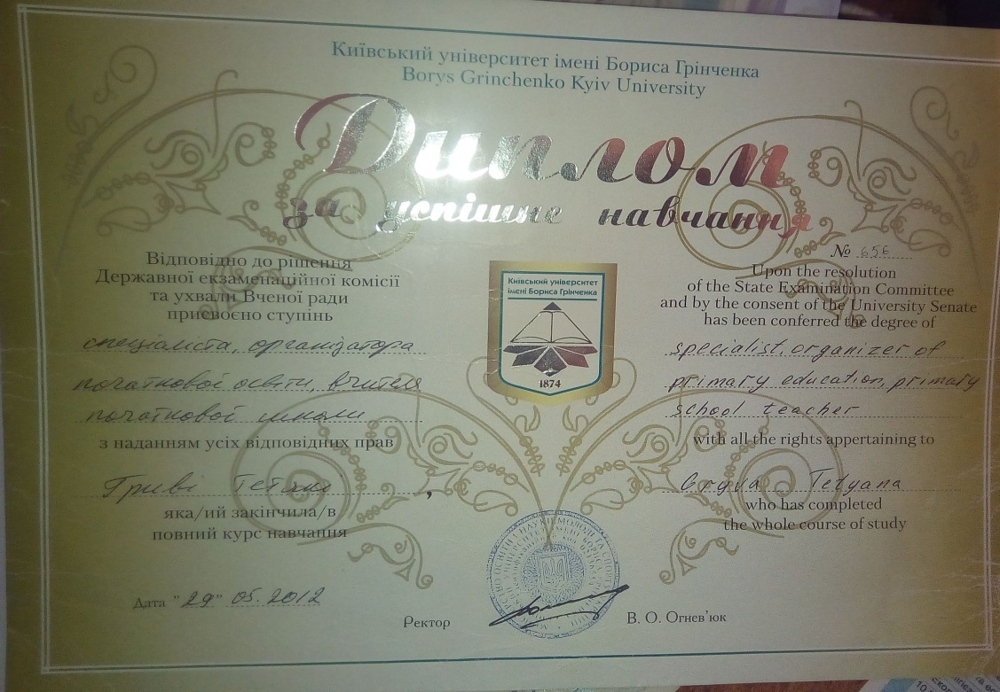 Київський університет імені Бориса Грінченка
Borys Grinchenko Kyiv University
Диплом
за успішне навчання
№ 656
Відповідно до рішення
Державної екзаменаційної комісії
та ухвали Вченої ради
присвоєно ступінь
спеціаліста, організатора
початкової освіти, вчителя
початкової школи
з наданням усіх відповідних прав
Гриві Тетяні,
яка/ий закінчила/в
повний курс навчання
Дата "29" 05. 2012
Київський університет
імені Бориса Грінченка
1874
Upon the resolution
of the State Examination Committee
and by the consent of the University Senate
has been conferred the degree of
specialist, organizer of
primary education, primary
school teacher
with all the rights appertaining to
Gryva Tetyana
who has completed
the whole course of study
Ректор
В. О. Огнев'юк